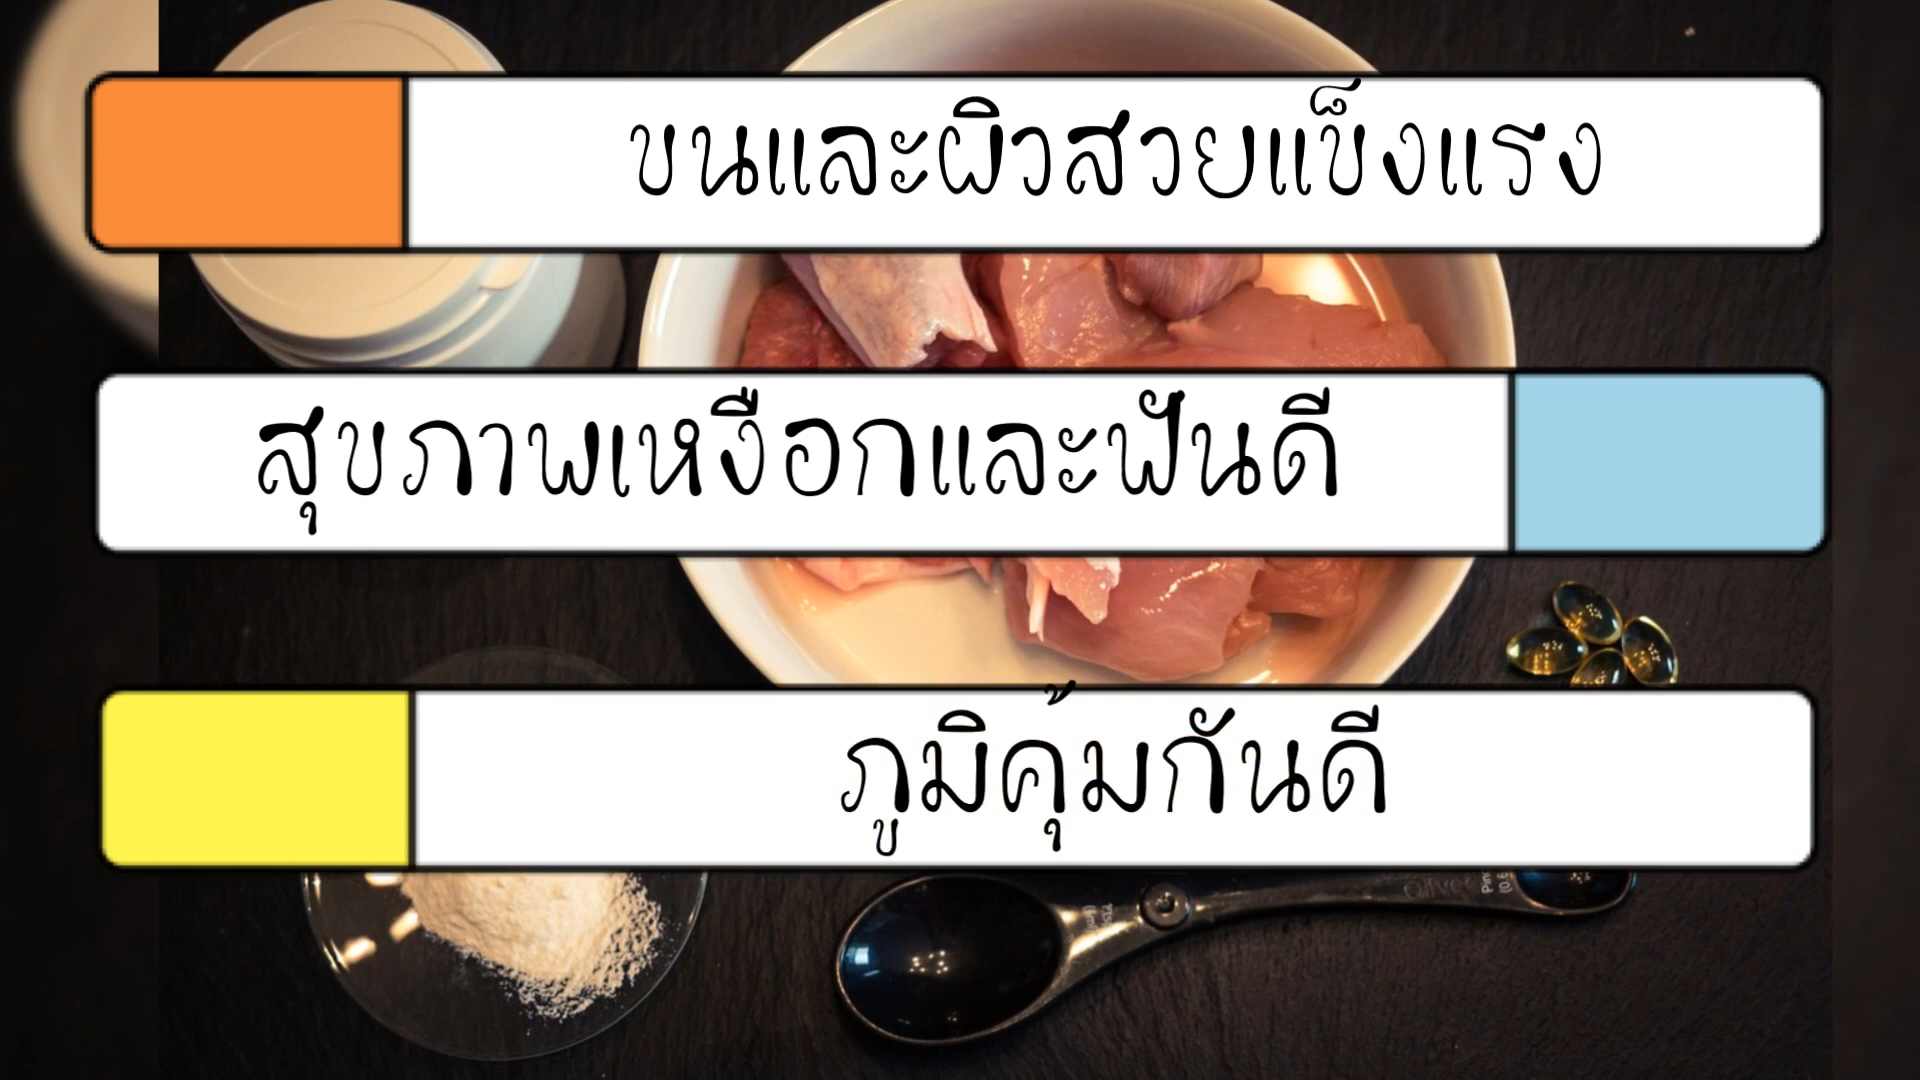 ขนและผิวสวยแข็งแรง
สุขภาพเหงือกและฟันดี
ภูมิคุ้มกันดี